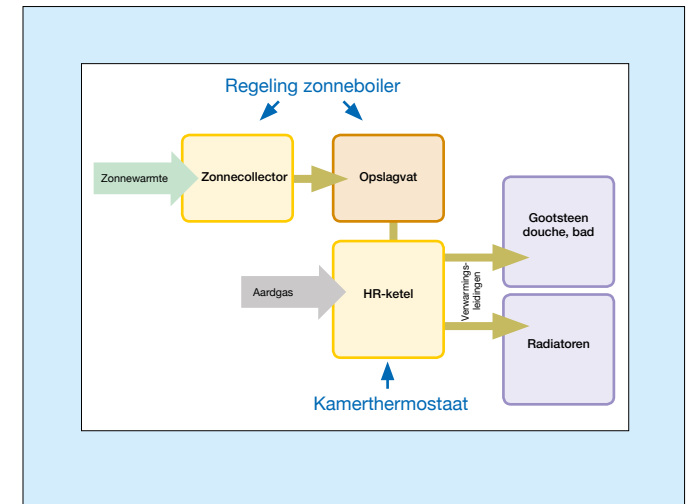 Regeling zonneboiler
Zonnewarmte
Zonnecollector
Opslagvat
Gootsteen
douche, bad
Aardgas
HR-ketel
Verwarmings-
leidingen
Radiatoren
Kamerthermostaat